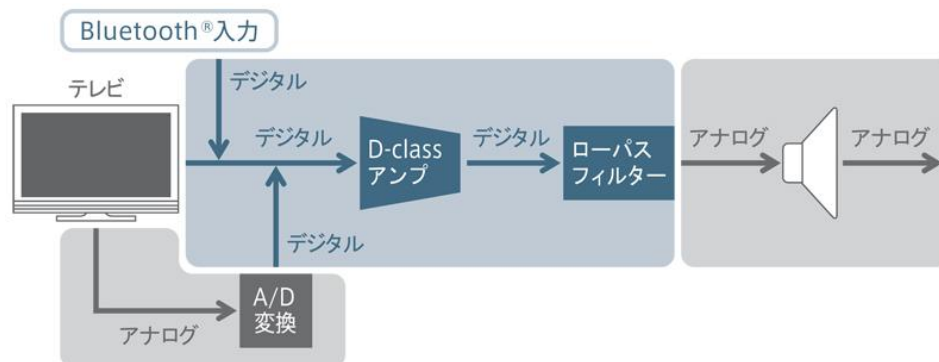 Bluetooth®入力
テレビ
デジタル
デジタル
D-class
アンプ
デジタル
ローパス
フィルター
アナログ
アナログ
デジタル
A/D
変換
アナログ